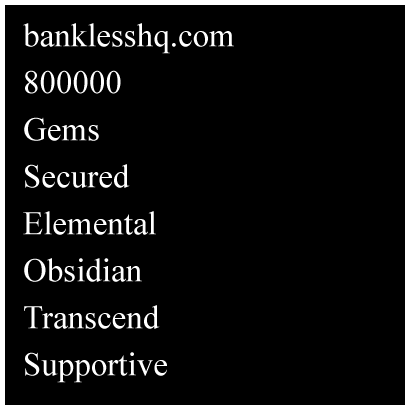 banklesshq.com
800000
Gems
Secured
Elemental
Obsidian
Transcend
Supportive